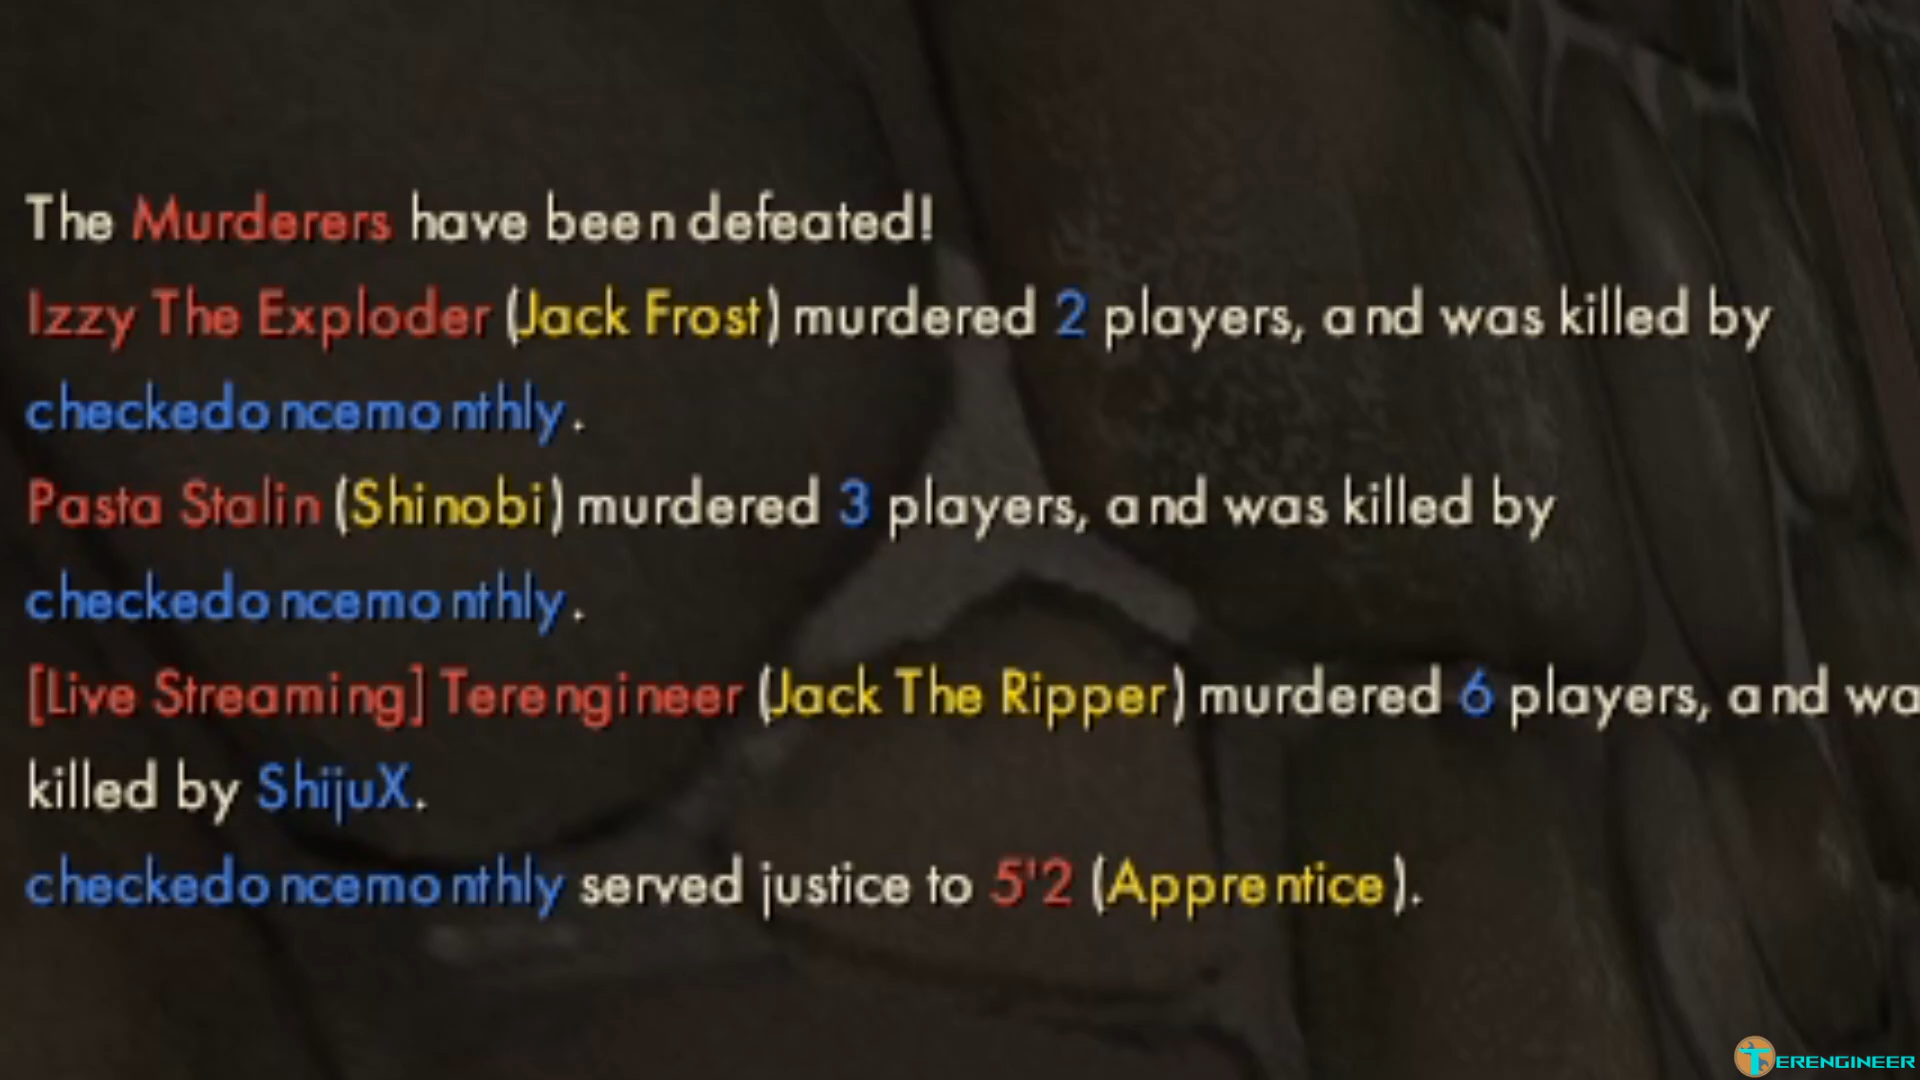 The Murderers have been defeated!
Izzy The Exploder (Jack Frost) murdered 2 players, and was killed by
checkedoncemonthly.
Pasta Stalin (Shinobi) murdered 3 players, and was killed by
checkedoncemonthly.
[Live Streaming] Terengineer (Jack The Ripper) murdered 6 players, and wa
killed by ShijuX.
checkedoncemonthly served justice to 5'2 (Apprentice).
TERENGINEER